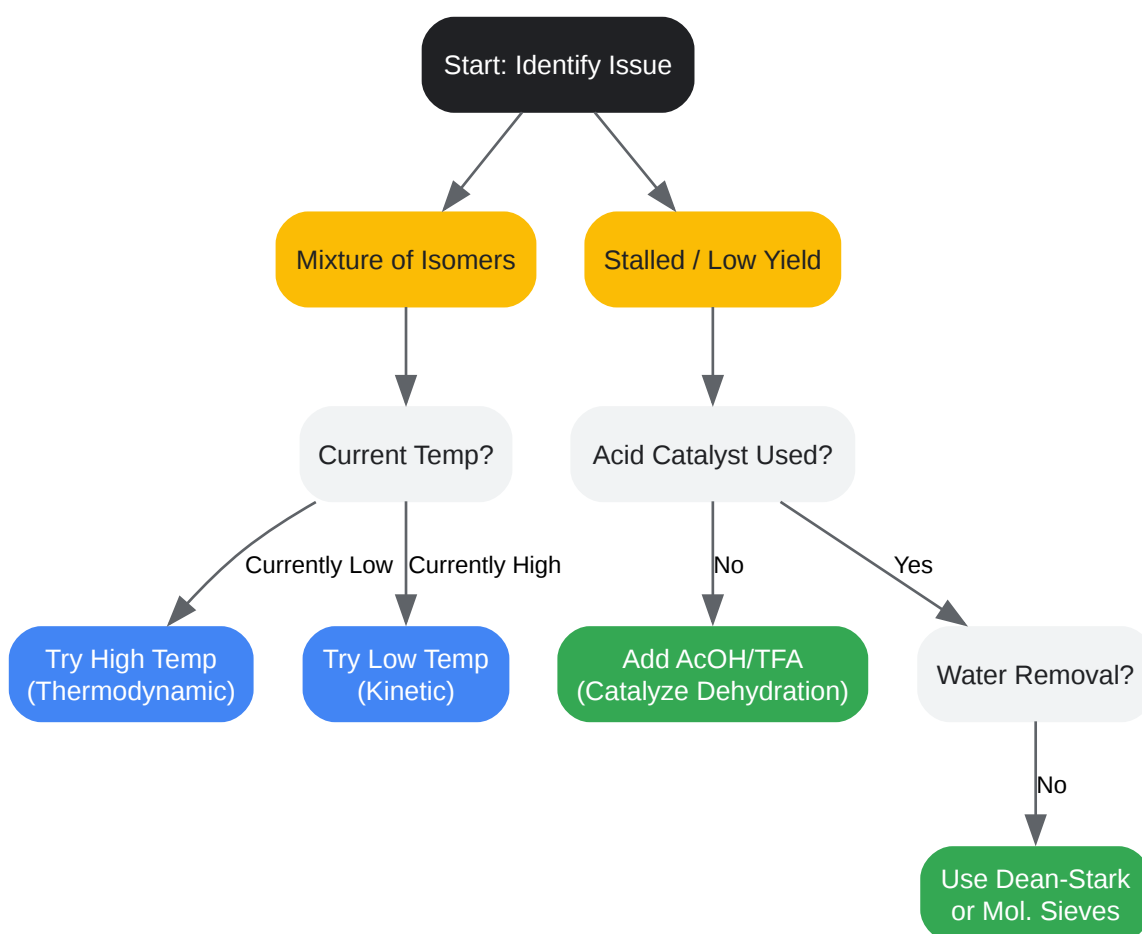 Start: Identify Issue
Mixture of Isomers
Stalled / Low Yield
Current Temp?
Acid Catalyst Used?
Currently Low
Currently High
No
Yes
Try High Temp
(Thermodynamic)
Try Low Temp
(Kinetic)
Add AcOH/TFA
(Catalyze Dehydration)
Water Removal?
No
Use Dean-Stark
or Mol. Sieves